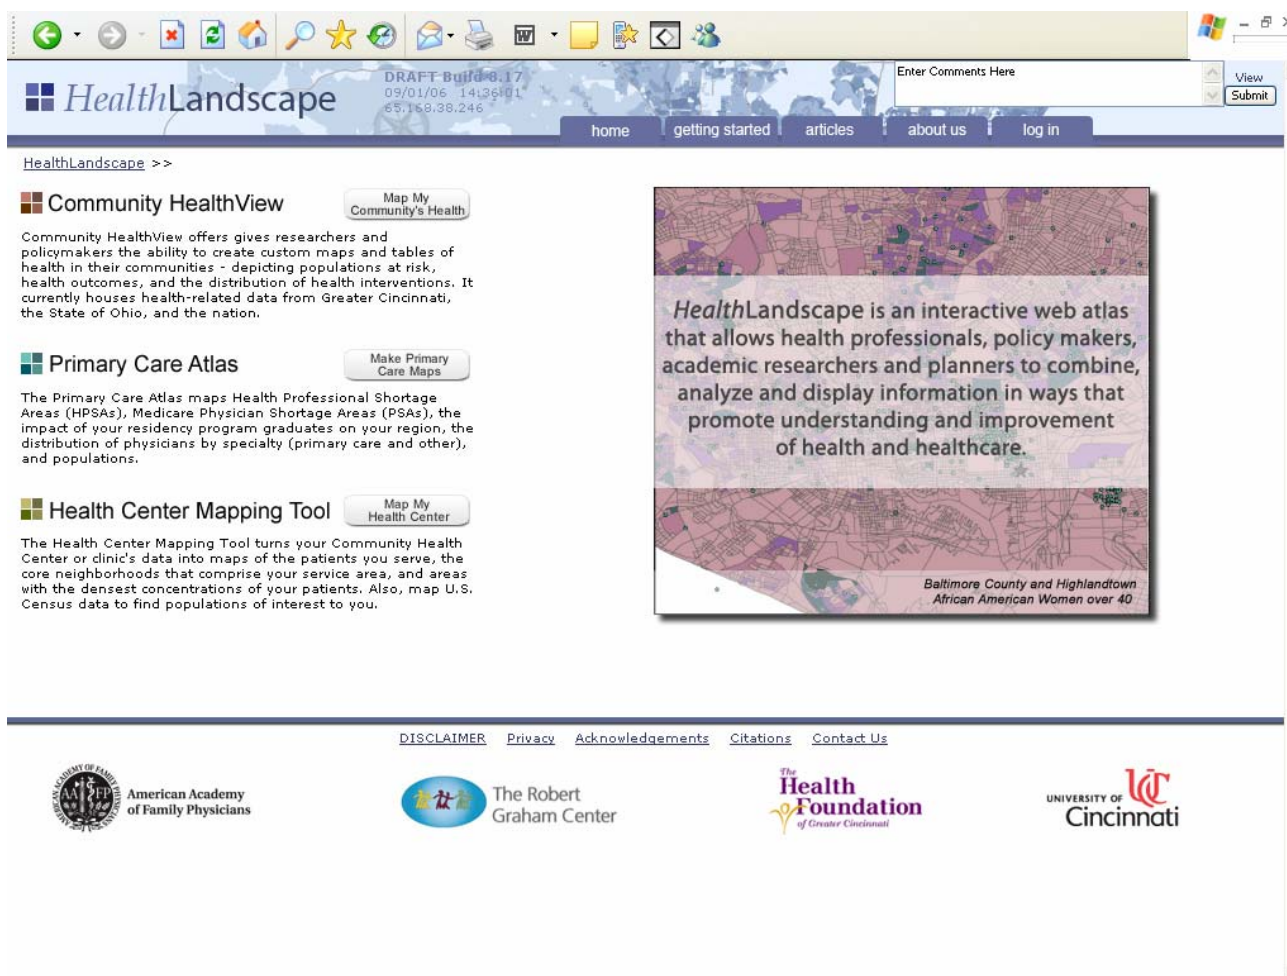 DRAFT Build 8.17
09/01/06 14:36:01
65.168.38.246
HealthLandscape
Enter Comments Here
View
Submit
home getting started articles about us log in
HealthLandscape >>
Community HealthView
Map My
Community's Health
Community HealthView offers gives researchers and
policymakers the ability to create custom maps and tables of
health in their communities - depicting populations at risk,
health outcomes, and the distribution of health interventions. It
currently houses health-related data from Greater Cincinnati,
the State of Ohio, and the nation.
Primary Care Atlas
Make Primary
Care Maps
The Primary Care Atlas maps Health Professional Shortage
Areas (HPSAs), Medicare Physician Shortage Areas (PSAs), the
impact of your residency program graduates on your region, the
distribution of physicians by specialty (primary care and other),
and populations.
Health Center Mapping Tool
Map My
Health Center
The Health Center Mapping Tool turns your Community Health
Center or clinic's data into maps of the patients you serve, the
core neighborhoods that comprise your service area, and areas
with the densest concentrations of your patients. Also, map U.S.
Census data to find populations of interest to you.
HealthLandscape is an interactive web atlas
that allows health professionals, policy makers,
academic researchers and planners to combine,
analyze and display information in ways that
promote understanding and improvement
of health and healthcare.
Baltimore County and Highlandtown
African American Women over 40
DISCLAIMER Privacy Acknowledgements Citations Contact Us
AMERICAN ACADEMY OF FAMILY PHYSICIANS
AAFP
American Academy
of Family Physicians
The Robert
Graham Center
The
Health
Foundation
of Greater Cincinnati
UNIVERSITY OF
UC
Cincinnati